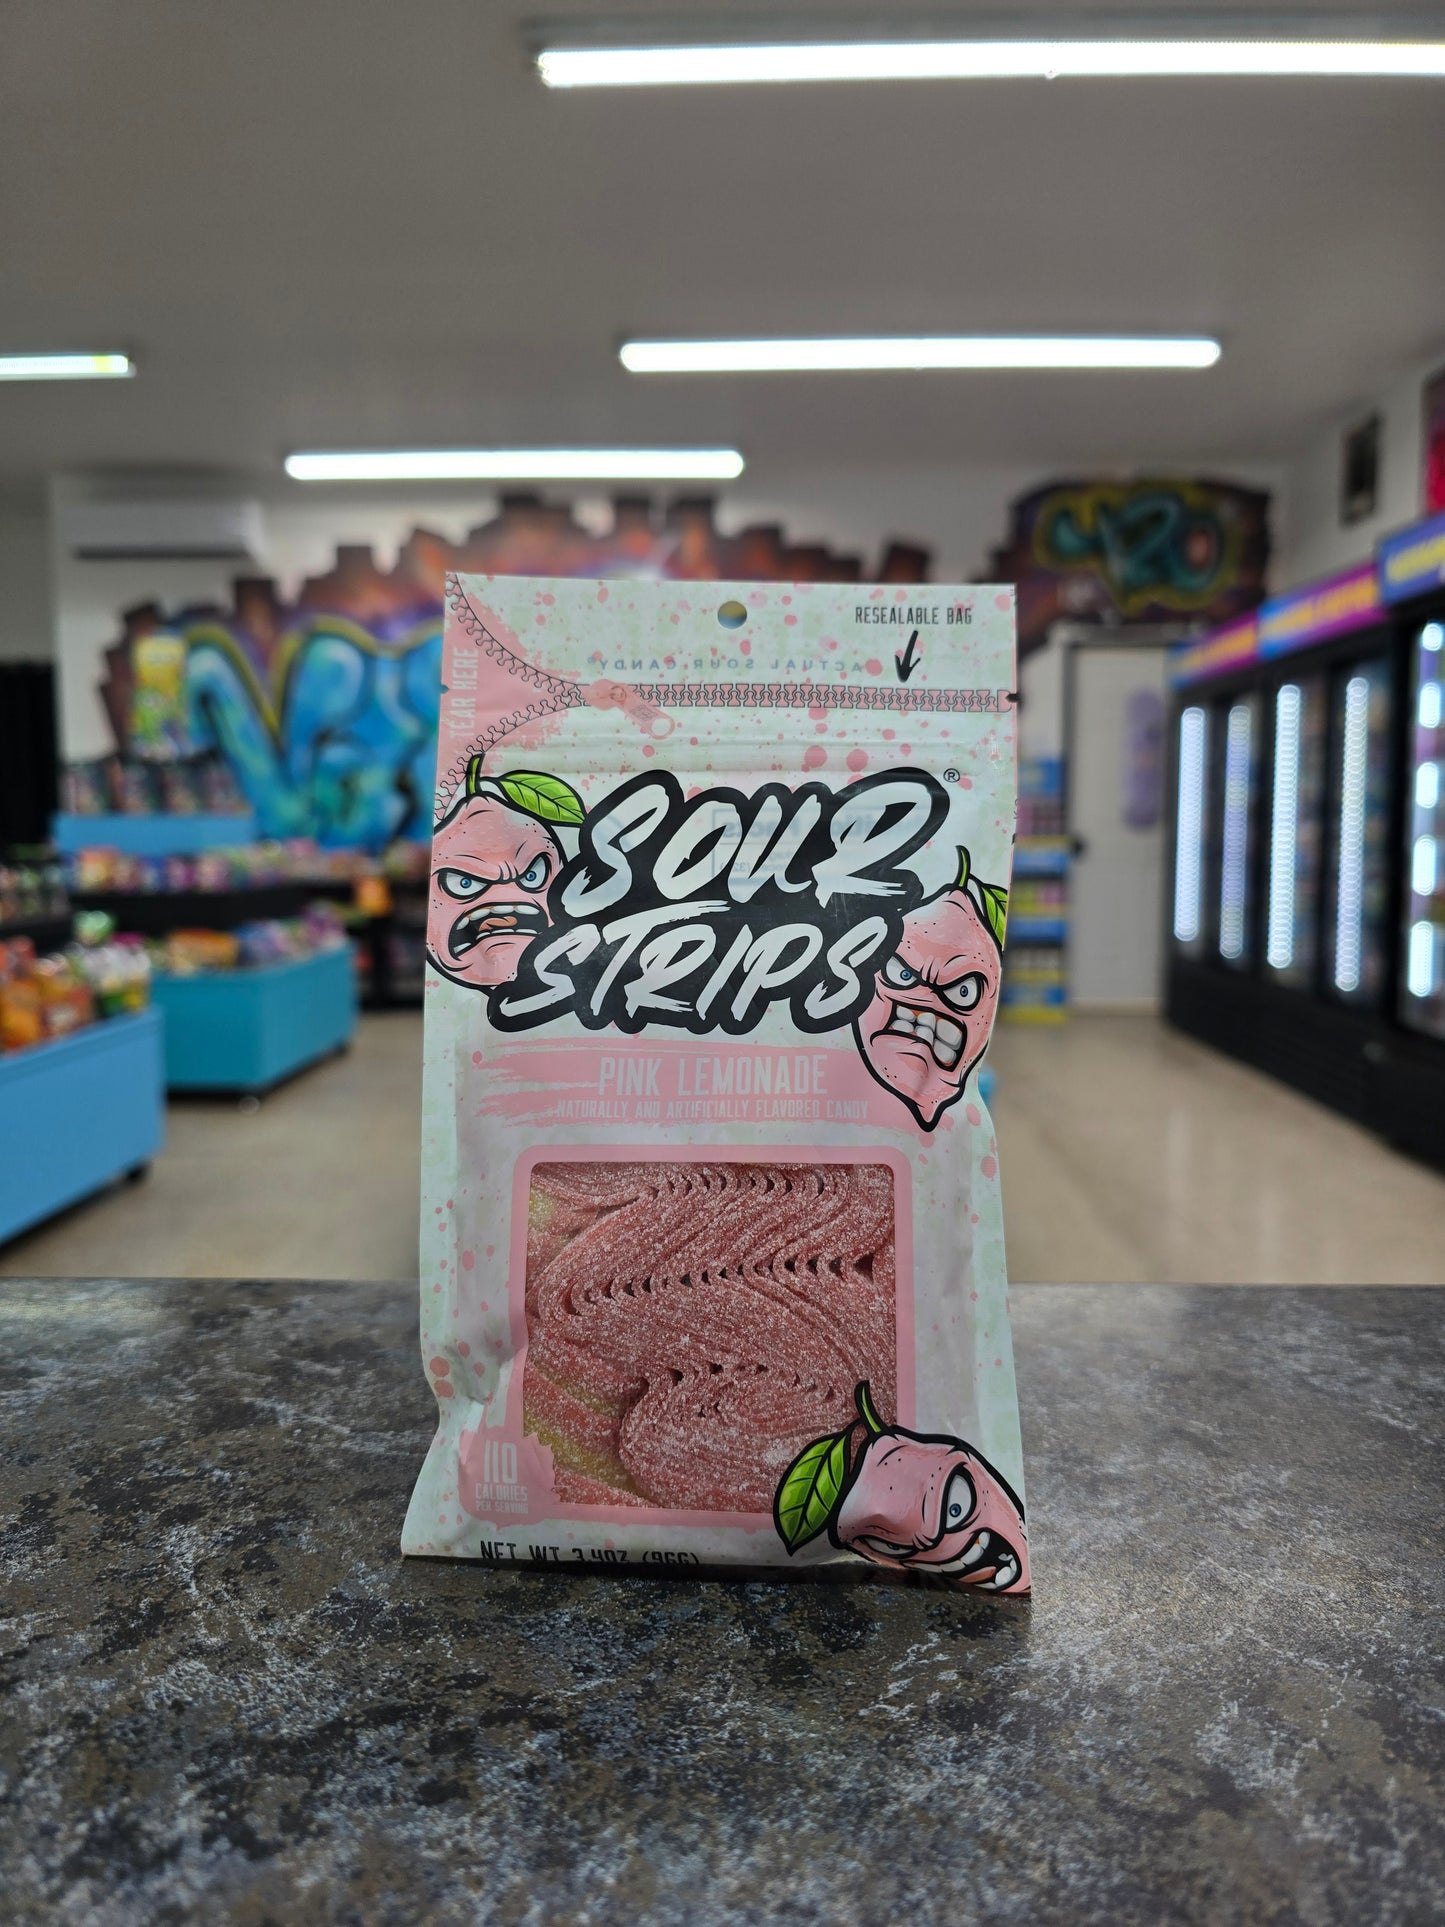 420
RESEALABLE BAG
TEAR HERE
ACTUAL SOUR CANDY®
SOUR ®
STRIPS
PINK LEMONADE
NATURALLY AND ARTIFICIALLY FLAVORED CANDY
110
CALORIES
PER SERVING
NET WT 3.4OZ (96G)